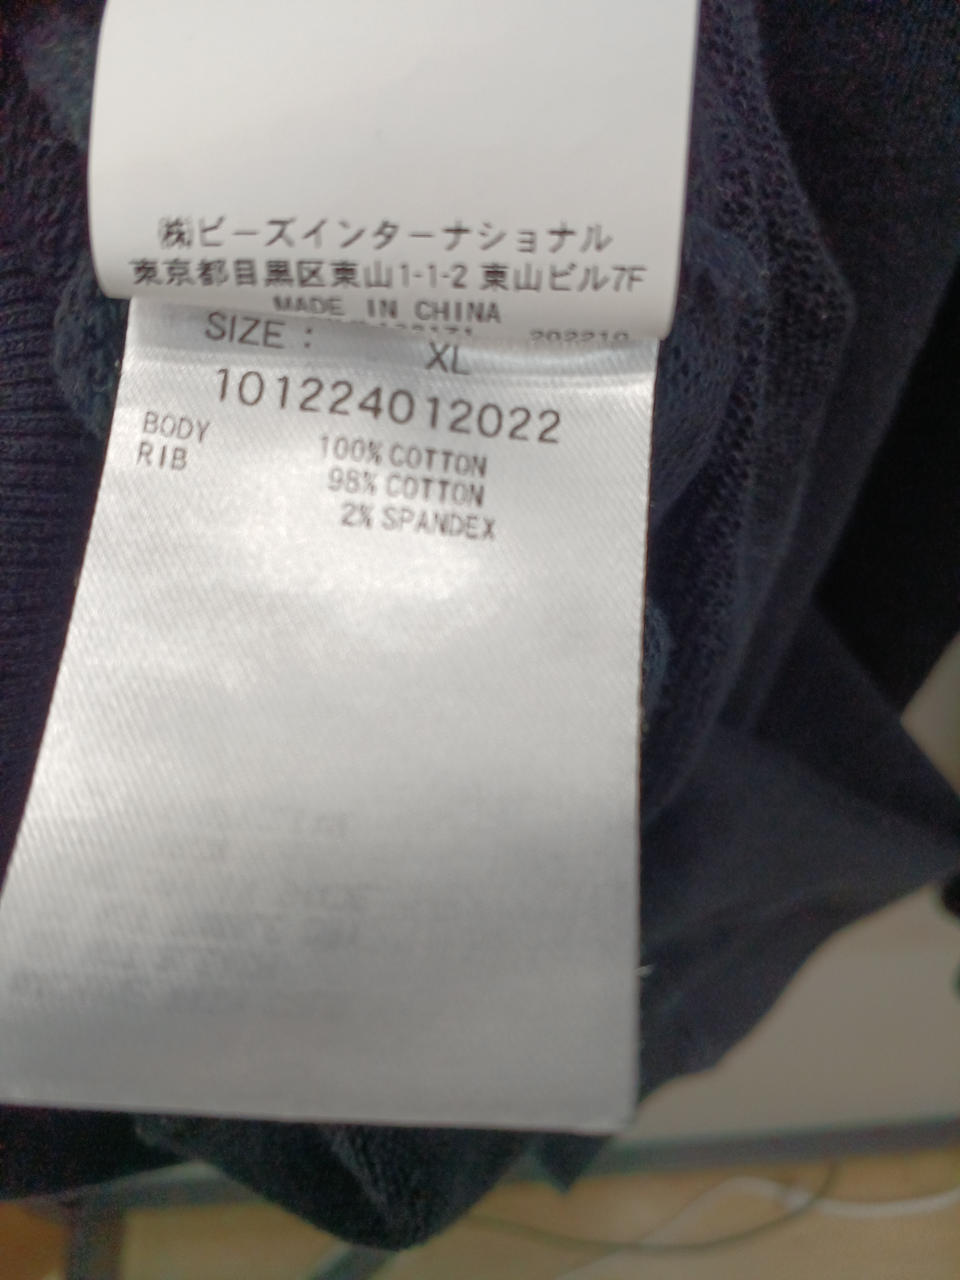 ㈱ビーズインターナショナル
東京都目黒区東山1-1-2 東山ビル7F
MADE IN CHINA
202210
SIZE : XL
101224012022
BODY 100% COTTON
RIB 98% COTTON
2% SPANDEX